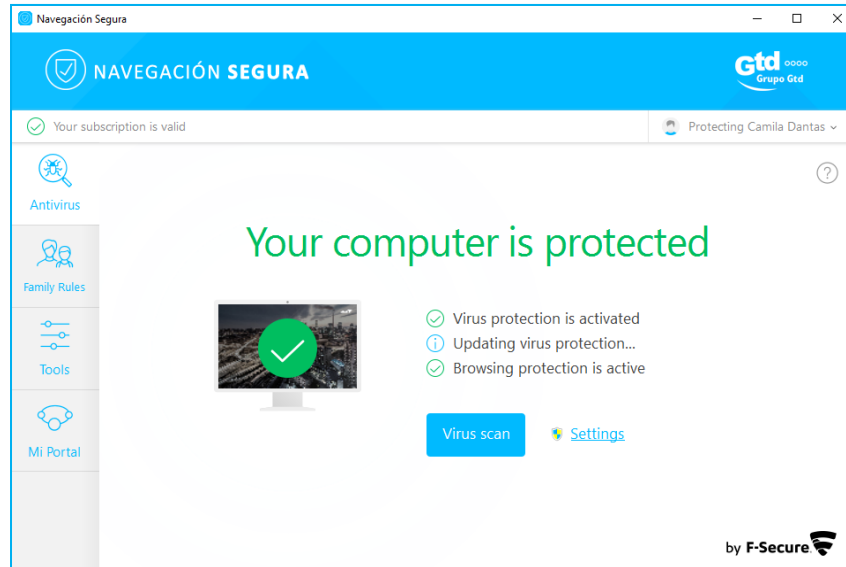 Navegación Segura
NAVEGACIÓN SEGURA
Gtd
Grupo Gtd
Your subscription is valid
Protecting Camila Dantas
Antivirus
Family Rules
Tools
Mi Portal
?
Your computer is protected
Virus protection is activated
Updating virus protection...
Browsing protection is active
Virus scan
Settings
by F-Secure.